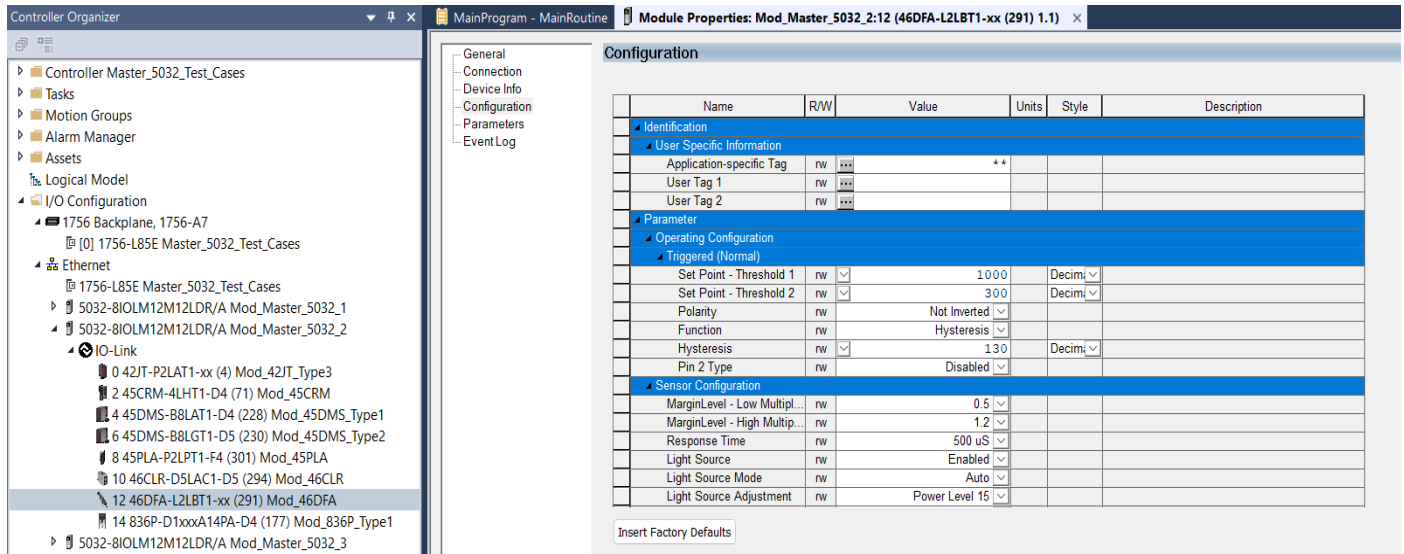 Controller Organizer
MainProgram - MainRoutine
Module Properties: Mod_Master_5032_2:12 (46DFA-L2LBT1-xx (291) 1.1)
Controller Master_5032_Test_Cases
Tasks
Motion Groups
Alarm Manager
Assets
Logical Model
I/O Configuration
1756 Backplane, 1756-A7
[0] 1756-L85E Master_5032_Test_Cases
Ethernet
1756-L85E Master_5032_Test_Cases
5032-8IOLM12M12LDR/A Mod_Master_5032_1
5032-8IOLM12M12LDR/A Mod_Master_5032_2
IO-Link
0 42JT-P2LAT1-xx (4) Mod_42JT_Type3
2 45CRM-4LHT1-D4 (71) Mod_45CRM
4 45DMS-B8LAT1-D4 (228) Mod_45DMS_Type1
6 45DMS-B8LGT1-D5 (230) Mod_45DMS_Type2
8 45PLA-P2LPT1-F4 (301) Mod_45PLA
10 46CLR-D5LAC1-D5 (294) Mod_46CLR
12 46DFA-L2LBT1-xx (291) Mod_46DFA
14 836P-D1xxxA14PA-D4 (177) Mod_836P_Type1
5032-8IOLM12M12LDR/A Mod_Master_5032_3
General
Connection
Device Info
Configuration
Parameters
Event Log
Configuration
Name R/W Value Units Style Description
Identification
User Specific Information
Application-specific Tag rw ... **
User Tag 1 rw ...
User Tag 2 rw ...
Parameter
Operating Configuration
Triggered (Normal)
Set Point - Threshold 1 rw 1000 Decima
Set Point - Threshold 2 rw 300 Decima
Polarity rw Not Inverted
Function rw Hysteresis
Hysteresis rw 130 Decima
Pin 2 Type rw Disabled
Sensor Configuration
MarginLevel - Low Multipl... rw 0.5
MarginLevel - High Multip... rw 1.2
Response Time rw 500 uS
Light Source rw Enabled
Light Source Mode rw Auto
Light Source Adjustment rw Power Level 15
Insert Factory Defaults